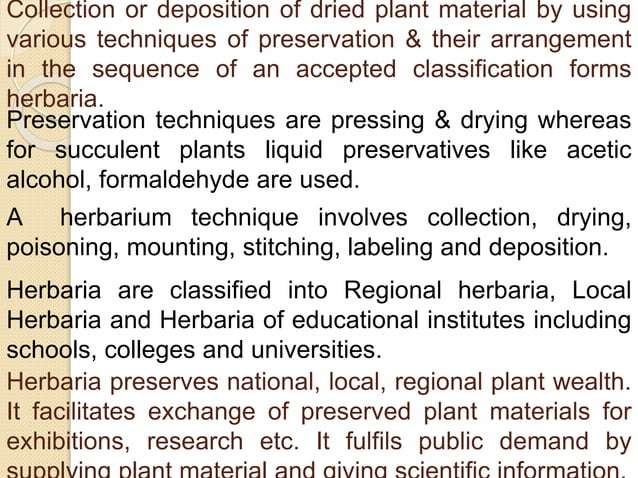 Collection or deposition of dried plant material by using
various techniques of preservation & their arrangement
in the sequence of an accepted classification forms
herbaria.
Preservation techniques are pressing & drying whereas
for succulent plants liquid preservatives like acetic
alcohol, formaldehyde are used.
A herbarium technique involves collection, drying,
poisoning, mounting, stitching, labeling and deposition.
Herbaria are classified into Regional herbaria, Local
Herbaria and Herbaria of educational institutes including
schools, colleges and universities.
Herbaria preserves national, local, regional plant wealth.
It facilitates exchange of preserved plant materials for
exhibitions, research etc. It fulfils public demand by
supplying plant material and giving scientific information.